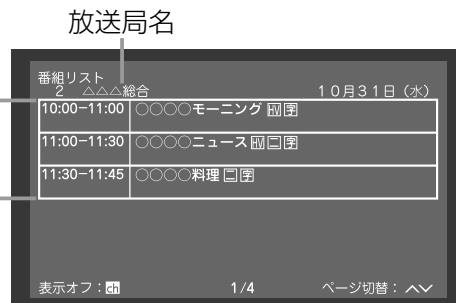 放送局名
番組リスト
2 △△△総合 10月31日（水）
10:00-11:00 ○○○○モーニング HV 字
11:00-11:30 ○○○○ニュース HV 二 字
11:30-11:45 ○○○○料理 二 字
表示オフ：ch 1/4 ページ切替：